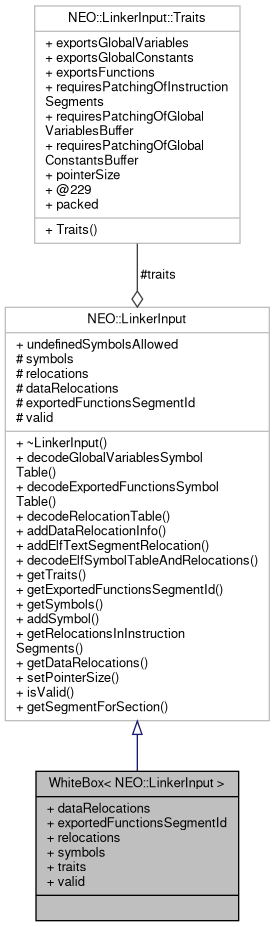 NEO::LinkerInput::Traits
+ exportsGlobalVariables
+ exportsGlobalConstants
+ exportsFunctions
+ requiresPatchingOfInstruction
Segments
+ requiresPatchingOfGlobal
VariablesBuffer
+ requiresPatchingOfGlobal
ConstantsBuffer
+ pointerSize
+ @229
+ packed
+ Traits()
#traits
NEO::LinkerInput
+ undefinedSymbolsAllowed
# symbols
# relocations
# dataRelocations
# exportedFunctionsSegmentId
# valid
+ ~LinkerInput()
+ decodeGlobalVariablesSymbol
Table()
+ decodeExportedFunctionsSymbol
Table()
+ decodeRelocationTable()
+ addDataRelocationInfo()
+ addElfTextSegmentRelocation()
+ decodeElfSymbolTableAndRelocations()
+ getTraits()
+ getExportedFunctionsSegmentId()
+ getSymbols()
+ addSymbol()
+ getRelocationsInInstruction
Segments()
+ getDataRelocations()
+ setPointerSize()
+ isValid()
+ getSegmentForSection()
WhiteBox< NEO::LinkerInput >
+ dataRelocations
+ exportedFunctionsSegmentId
+ relocations
+ symbols
+ traits
+ valid